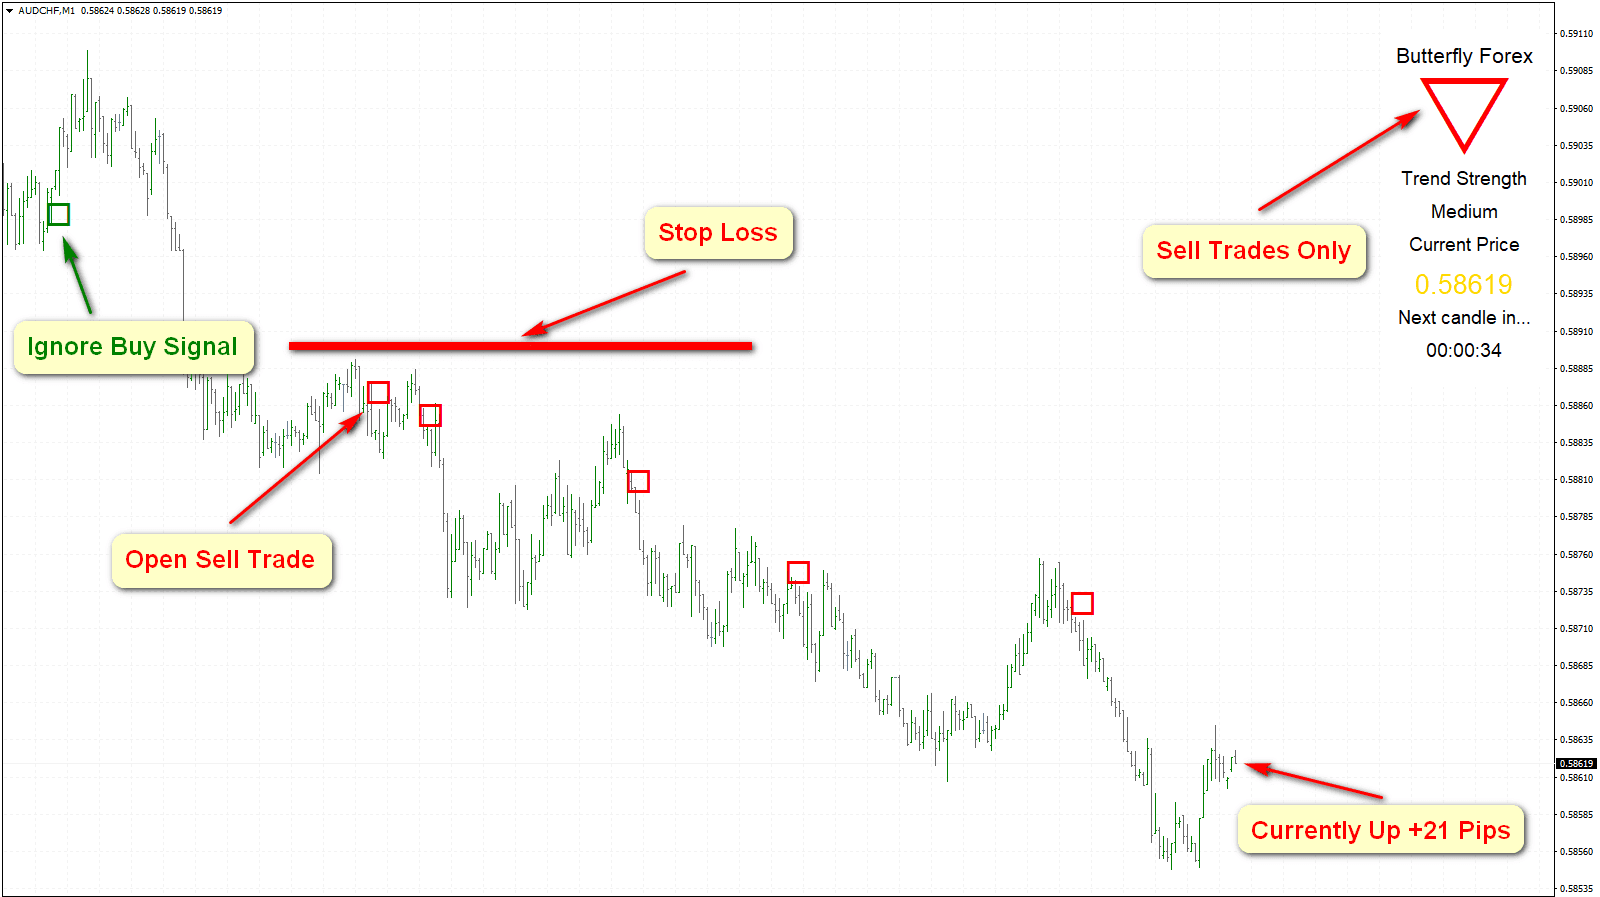 AUDCHF,M1 0.58624 0.58628 0.58619 0.58619
Butterfly Forex
Trend Strength
Medium
Current Price
0.58619
Next candle in...
00:00:34
Sell Trades Only
Stop Loss
Ignore Buy Signal
Open Sell Trade
Currently Up +21 Pips
0.59110
0.59085
0.59060
0.59035
0.59010
0.58985
0.58960
0.58935
0.58910
0.58885
0.58860
0.58835
0.58810
0.58785
0.58760
0.58735
0.58710
0.58685
0.58660
0.58635
0.58619
0.58610
0.58585
0.58560
0.58535